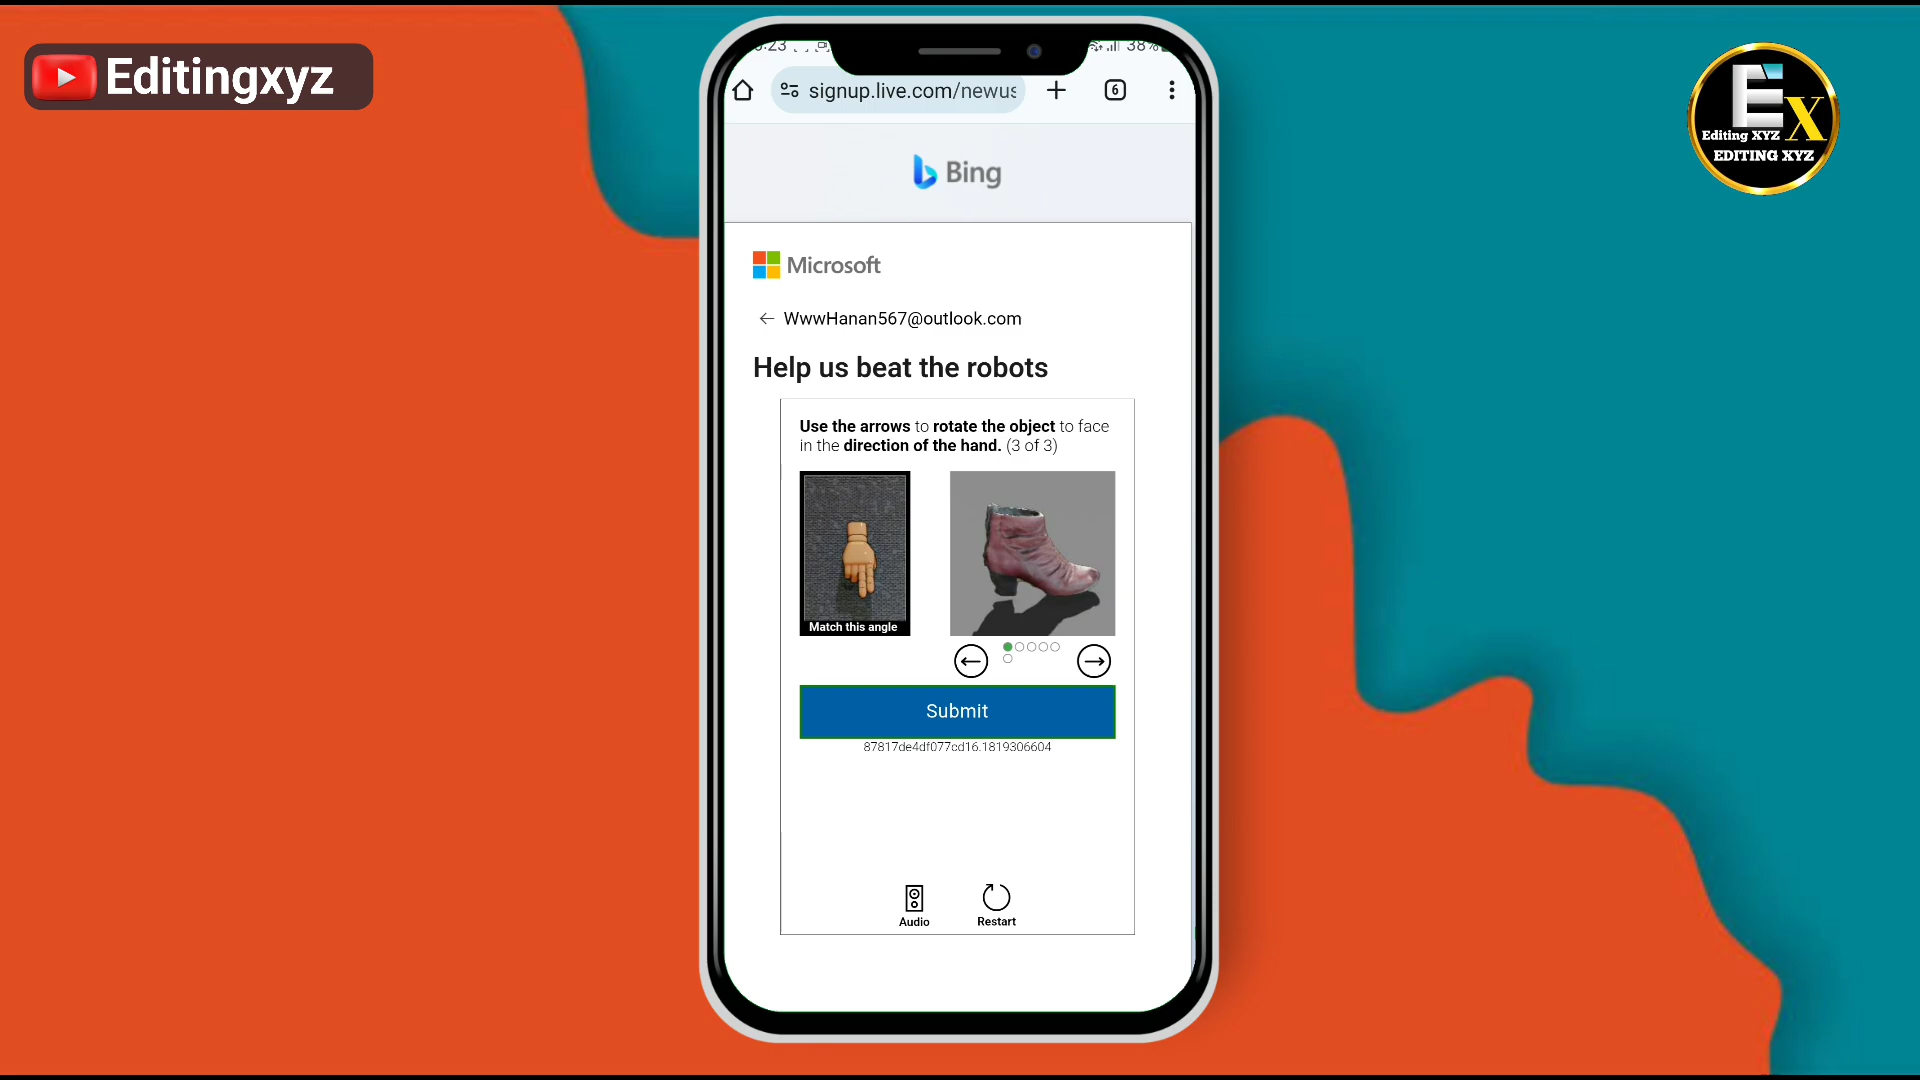 Editingxyz
38%
signup.live.com/newus
6
Bing
Microsoft
WwwHanan567@outlook.com
Help us beat the robots
Use the arrows to rotate the object to face
in the direction of the hand. (3 of 3)
Match this angle
Submit
87817de4df077cd16.1819306604
Audio
Restart
EX
Editing XYZ
EDITING XYZ